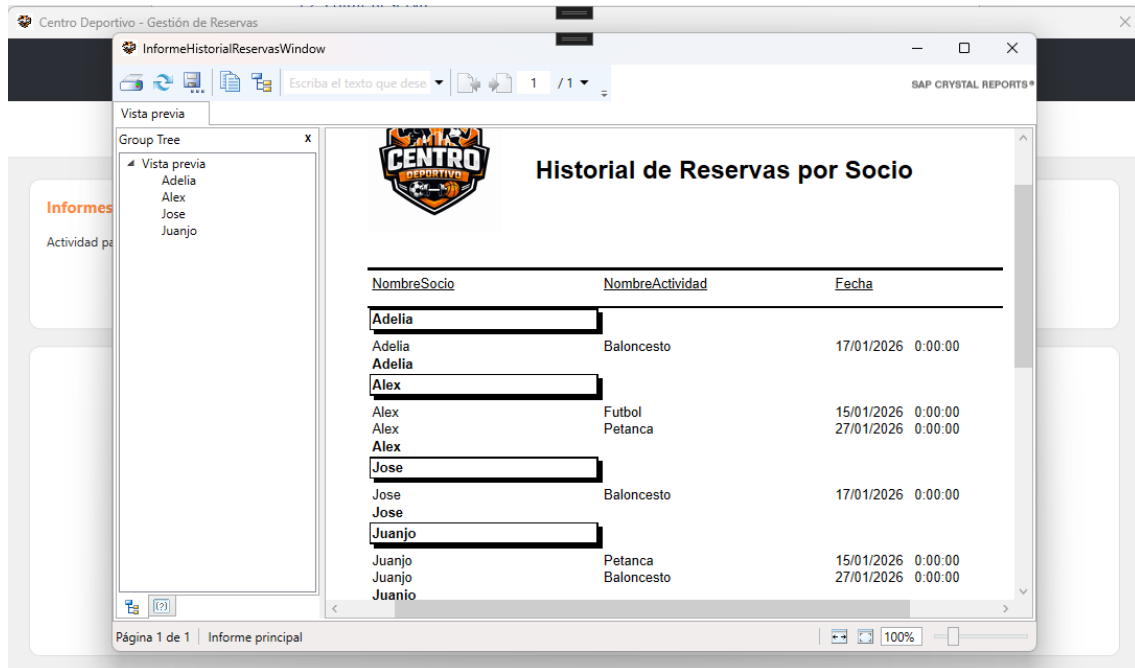 Centro Deportivo - Gestión de Reservas
InformeHistorialReservasWindow
Escriba el texto que dese
1 / 1
SAP CRYSTAL REPORTS®
Vista previa
Group Tree x
Vista previa
Adelia
Alex
Jose
Juanjo
Informes
Actividad pa
CENTRO
DEPORTIVO
Historial de Reservas por Socio
NombreSocio NombreActividad Fecha
Adelia
Adelia Baloncesto 17/01/2026 0:00:00
Adelia
Alex
Alex Futbol 15/01/2026 0:00:00
Alex Petanca 27/01/2026 0:00:00
Alex
Jose
Jose Baloncesto 17/01/2026 0:00:00
Jose
Juanjo
Juanjo Petanca 15/01/2026 0:00:00
Juanjo Baloncesto 27/01/2026 0:00:00
Juanjo
Página 1 de 1 Informe principal
100%